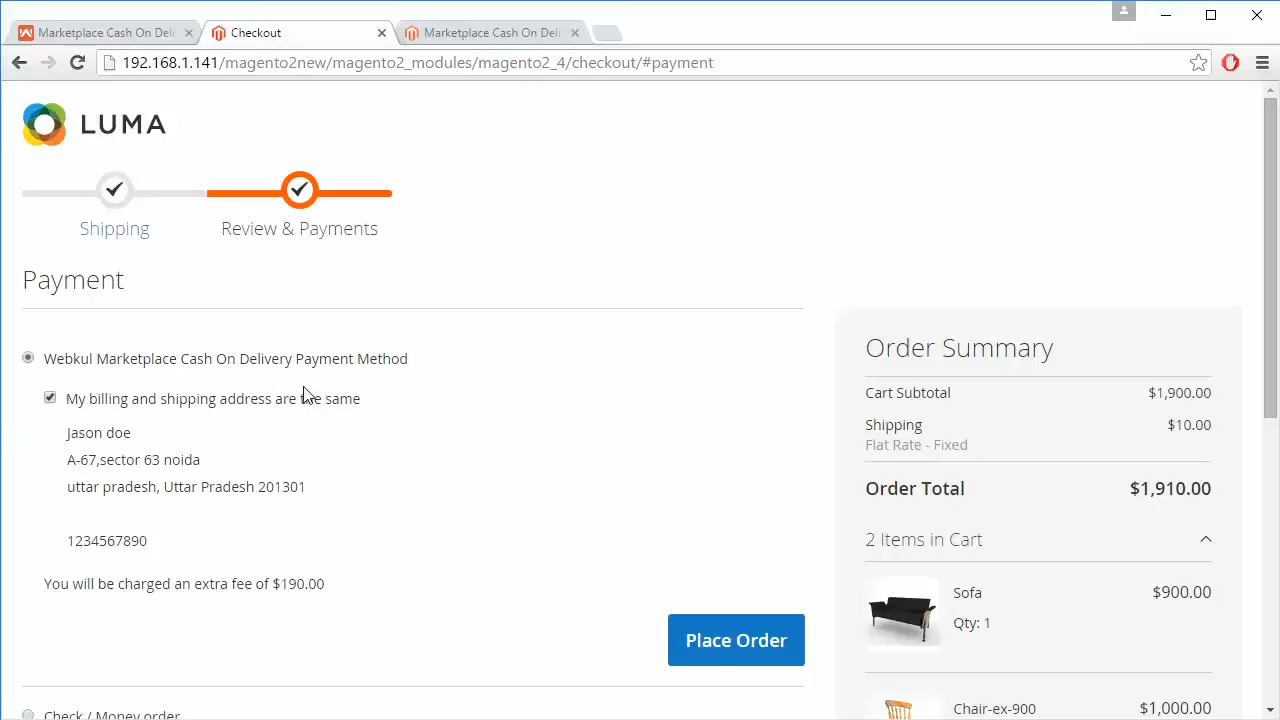 Marketplace Cash On Deli
Checkout
Marketplace Cash On Deli
192.168.1.141/magento2new/magento2_modules/magento2_4/checkout/#payment
LUMA
Shipping
Review & Payments
Payment
Webkul Marketplace Cash On Delivery Payment Method
My billing and shipping address are the same
Jason doe
A-67,sector 63 noida
uttar pradesh, Uttar Pradesh 201301
1234567890
You will be charged an extra fee of $190.00
Place Order
Check / Money order
Order Summary
Cart Subtotal $1,900.00
Shipping $10.00
Flat Rate - Fixed
Order Total $1,910.00
2 Items in Cart
Sofa $900.00
Qty: 1
Chair-ex-900 $1,000.00